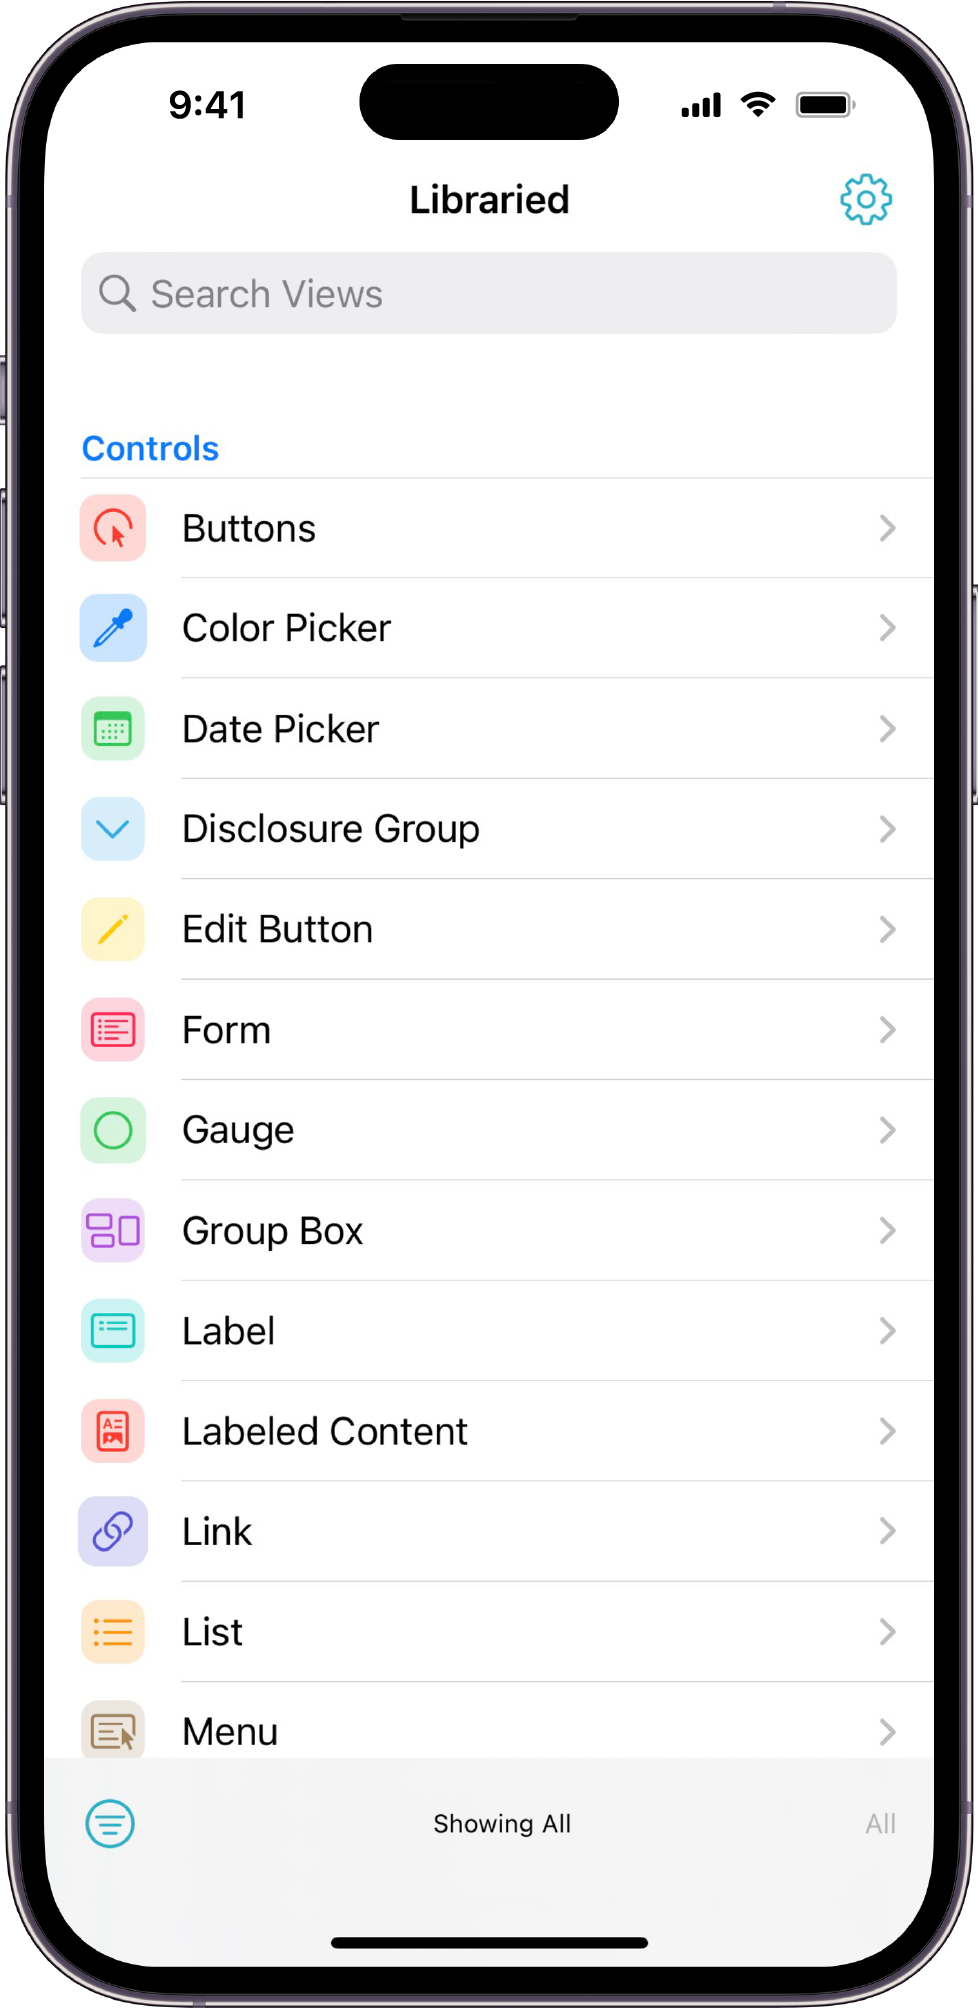 9:41
Libraried
Search Views
Controls
Buttons
Color Picker
Date Picker
Disclosure Group
Edit Button
Form
Gauge
Group Box
Label
Labeled Content
Link
List
Menu
Showing All
All